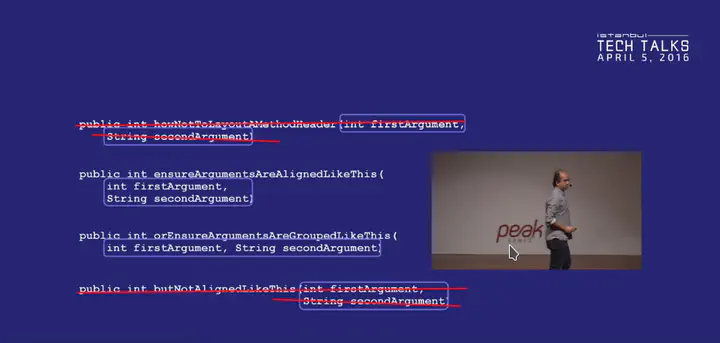 istanbul
TECH TALKS
APRIL 5, 2016
public int howNotToLayoutAMethodHeader(int firstArgument,
String secondArgument)
public int ensureArgumentsAreAlignedLikeThis(
int firstArgument,
String secondArgument)
public int orEnsureArgumentsAreGroupedLikeThis(
int firstArgument, String secondArgument)
peak
public int butNotAlignedLikeThis(int firstArgument,
String secondArgument)